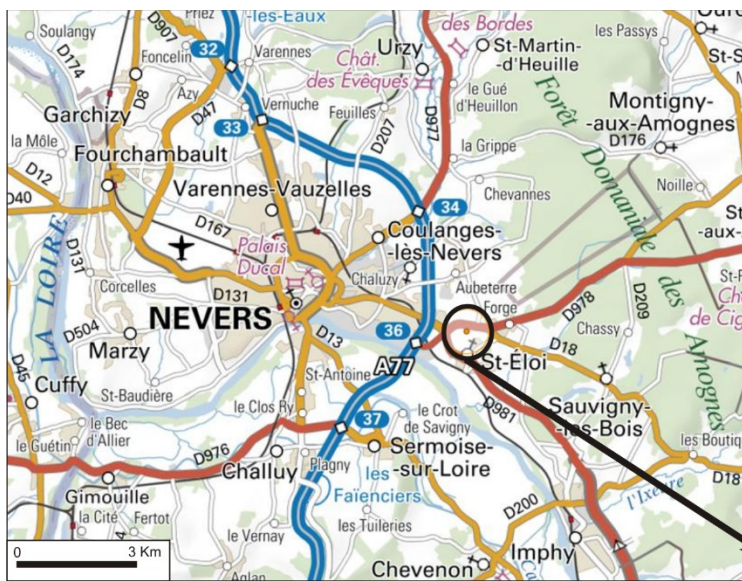 Soulangy
D174
Priez
D907
-les-Eaux
Foncelin
32
Varennes
Azy
D8
D47
Vernuche
33
Garchizy
la Môle
Fourchambault
D12
D40
Varennes-Vauzelles
D167
LA LOIRE
D131
Corcelles
Palais
Ducal
D131
NEVERS
D504
Marzy
D45
Cuffy
St-Baudière
Chât.
des Évêques
Urzy
des Bordes
St-Martin-
-d'Heuille
le Gué
d'Heuillon
Feuilles
D207
D977
la Grippe
Chevannes
34
Coulanges-
-lès-Nevers
Chaluzy
Aubeterre
Forge
36
A77
St-Éloi
D13
St-Antoine
les Passys
Montigny-
-aux-Amognes
D176
Noille
Forêt Domaniale des Amognes
D978
D209
Chassy
D18
Sauvigny-
-les-Bois
D981
les Boutiqu
D18
l'Ixeure
D200
Imphy
le Clos Ry
37
le Crot
de Savigny
Sermoise-
-sur-Loire
le Bec
d'Allier
le Guétin
D976
Challuy
Plagny
les
Faïenciers
Gimouille
la Cité
Fertot
le Vernay
les Tuileries
Aglan
Chevenon
0
3 Km